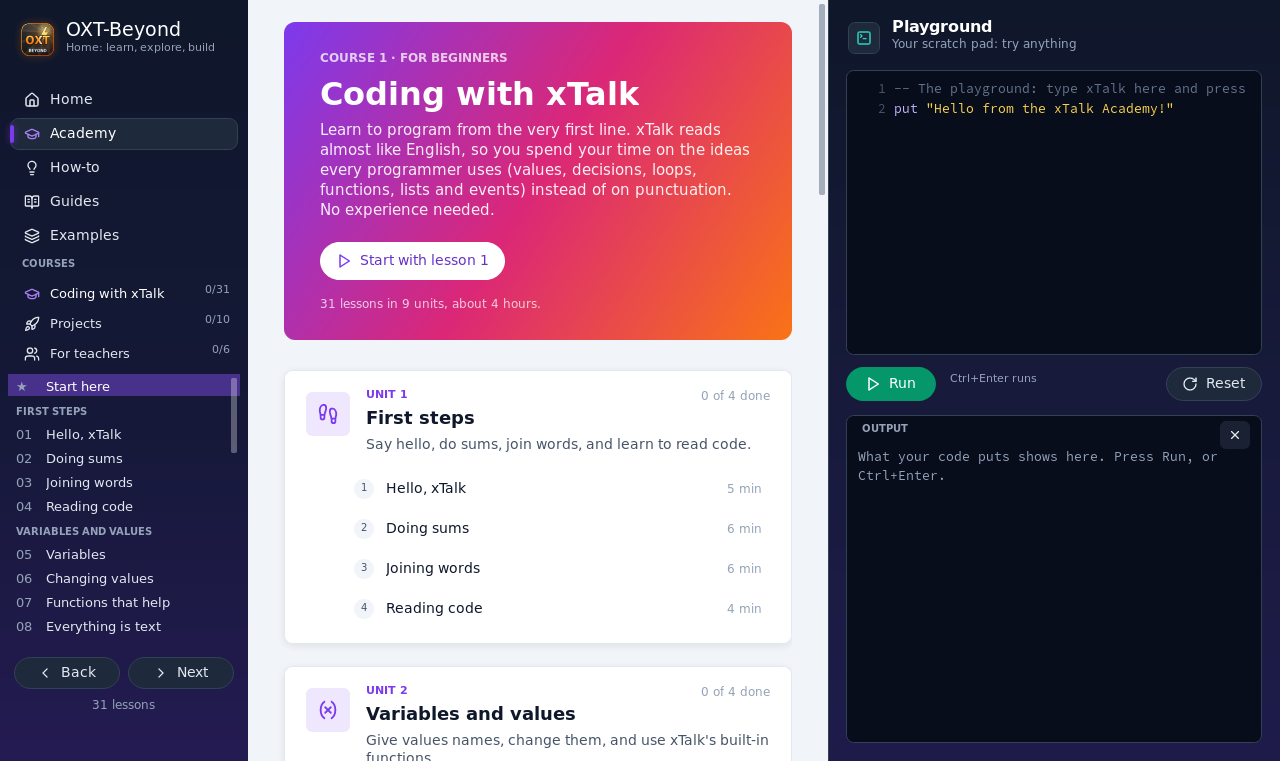 OXT-Beyond
Home: learn, explore, build
OXT
BEYOND
Home
Academy
How-to
Guides
Examples
COURSES
Coding with xTalk 0/31
Projects 0/10
For teachers 0/6
★ Start here
FIRST STEPS
01 Hello, xTalk
02 Doing sums
03 Joining words
04 Reading code
VARIABLES AND VALUES
05 Variables
06 Changing values
07 Functions that help
08 Everything is text
Back Next
31 lessons
COURSE 1 · FOR BEGINNERS
Coding with xTalk
Learn to program from the very first line. xTalk reads
almost like English, so you spend your time on the ideas
every programmer uses (values, decisions, loops,
functions, lists and events) instead of on punctuation.
No experience needed.
Start with lesson 1
31 lessons in 9 units, about 4 hours.
UNIT 1 0 of 4 done
First steps
Say hello, do sums, join words, and learn to read code.
1 Hello, xTalk 5 min
2 Doing sums 6 min
3 Joining words 6 min
4 Reading code 4 min
UNIT 2 0 of 4 done
Variables and values
Give values names, change them, and use xTalk's built-in
functions
Playground
Your scratch pad: try anything
1 -- The playground: type xTalk here and press
2 put "Hello from the xTalk Academy!"
Run Ctrl+Enter runs Reset
OUTPUT
What your code puts shows here. Press Run, or
Ctrl+Enter.